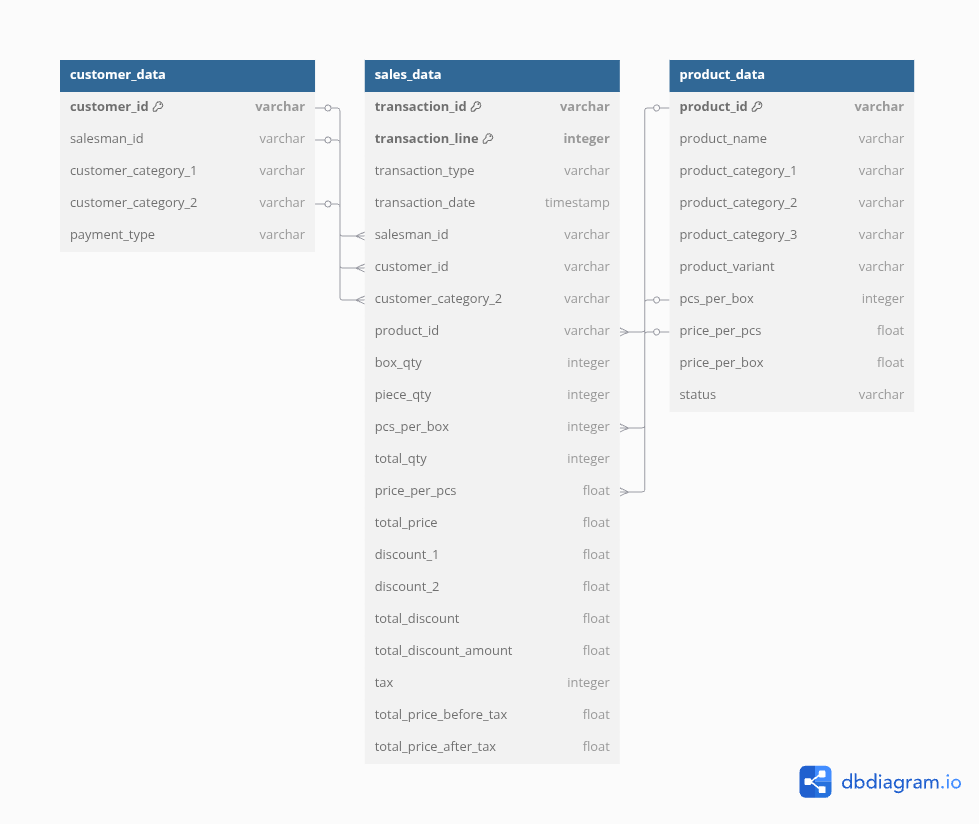 customer_data
customer_id varchar
salesman_id varchar
customer_category_1 varchar
customer_category_2 varchar
payment_type varchar
sales_data
transaction_id varchar
transaction_line integer
transaction_type varchar
transaction_date timestamp
salesman_id varchar
customer_id varchar
customer_category_2 varchar
product_id varchar
box_qty integer
piece_qty integer
pcs_per_box integer
total_qty integer
price_per_pcs float
total_price float
discount_1 float
discount_2 float
total_discount float
total_discount_amount float
tax integer
total_price_before_tax float
total_price_after_tax float
product_data
product_id varchar
product_name varchar
product_category_1 varchar
product_category_2 varchar
product_category_3 varchar
product_variant varchar
pcs_per_box integer
price_per_pcs float
price_per_box float
status varchar
dbdiagram.io